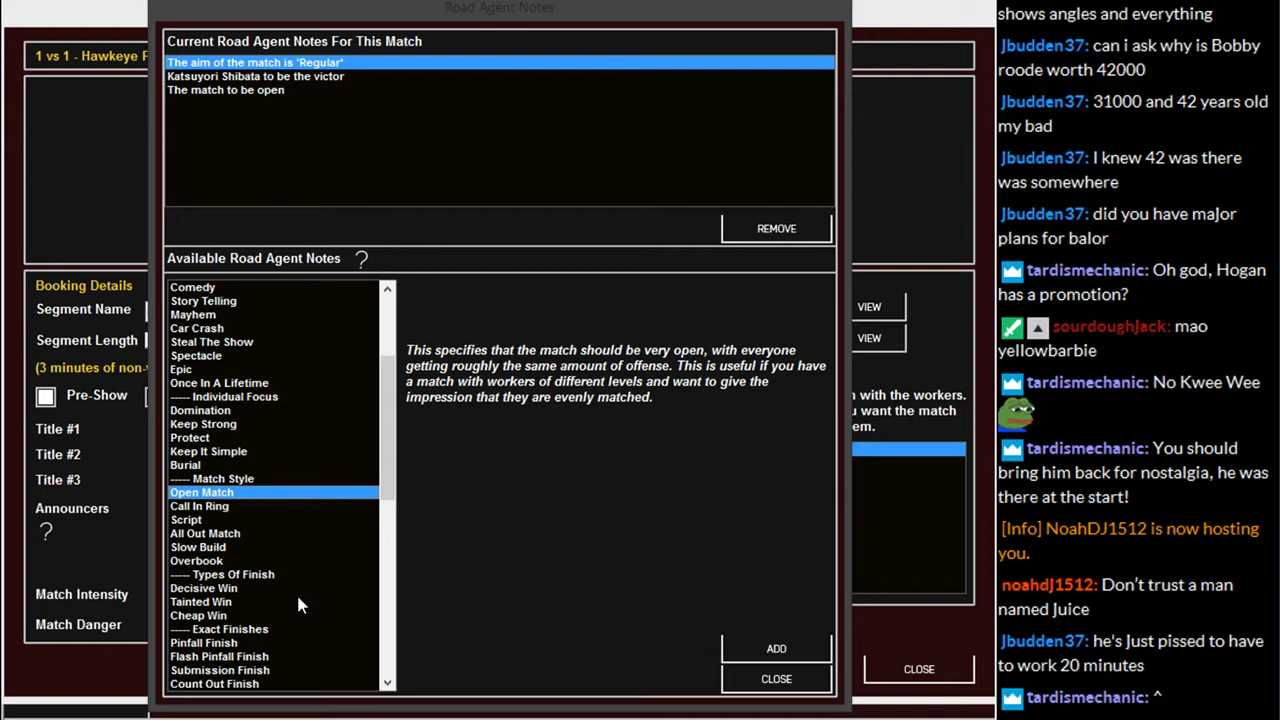 Road Agent Notes
Current Road Agent Notes For This Match
The aim of the match is 'Regular'
Katsuyori Shibata to be the victor
The match to be open
REMOVE
Available Road Agent Notes ?
Comedy
Story Telling
Mayhem
Car Crash
Steal The Show
Spectacle
Epic
Once In A Lifetime
----- Individual Focus
Domination
Keep Strong
Protect
Keep It Simple
Burial
----- Match Style
Open Match
Call In Ring
Script
All Out Match
Slow Build
Overbook
----- Types Of Finish
Decisive Win
Tainted Win
Cheap Win
----- Exact Finishes
Pinfall Finish
Flash Pinfall Finish
Submission Finish
Count Out Finish
This specifies that the match should be very open, with everyone
getting roughly the same amount of offense. This is useful if you have
a match with workers of different levels and want to give the
impression that they are evenly matched.
ADD
CLOSE
1 vs 1 - Hawkeye
Booking Details
Segment Name
Segment Length
(3 minutes of non-
Pre-Show
Title #1
Title #2
Title #3
Announcers
?
Match Intensity
Match Danger
VIEW
VIEW
with the workers.
want the match
CLOSE
shows angles and everything
Jbudden37: can i ask why is Bobby
roode worth 42000
Jbudden37: 31000 and 42 years old
my bad
Jbudden37: I knew 42 was there
was somewhere
Jbudden37: did you have major
plans for balor
tardismechanic: Oh god, Hogan
has a promotion?
sourdoughjack: mao
yellowbarbie
tardismechanic: No Kwee Wee
tardismechanic: You should
bring him back for nostalgia, he was
there at the start!
[Info] NoahDJ1512 is now hosting
you.
noahdj1512: Don't trust a man
named Juice
Jbudden37: he's just pissed to have
to work 20 minutes
tardismechanic: ^